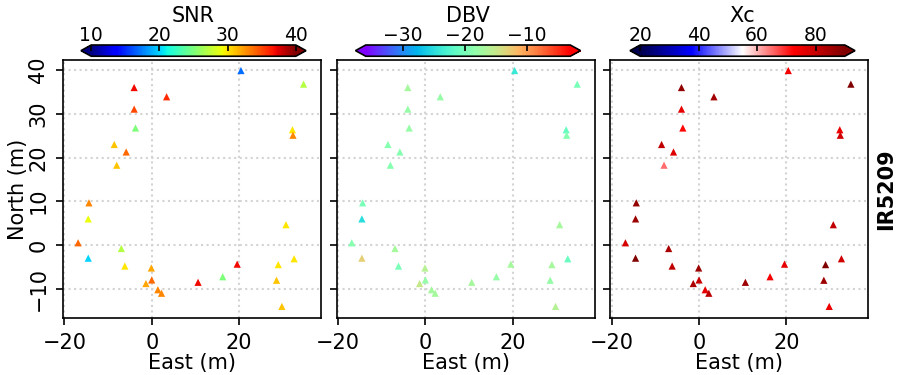 SNR DBV Xc
10 20 30 40 −30 −20 −10 20 40 60 80
40
30
20
10
0
−10
North (m)
IR5209
−20 0 20 −20 0 20 −20 0 20
East (m) East (m) East (m)